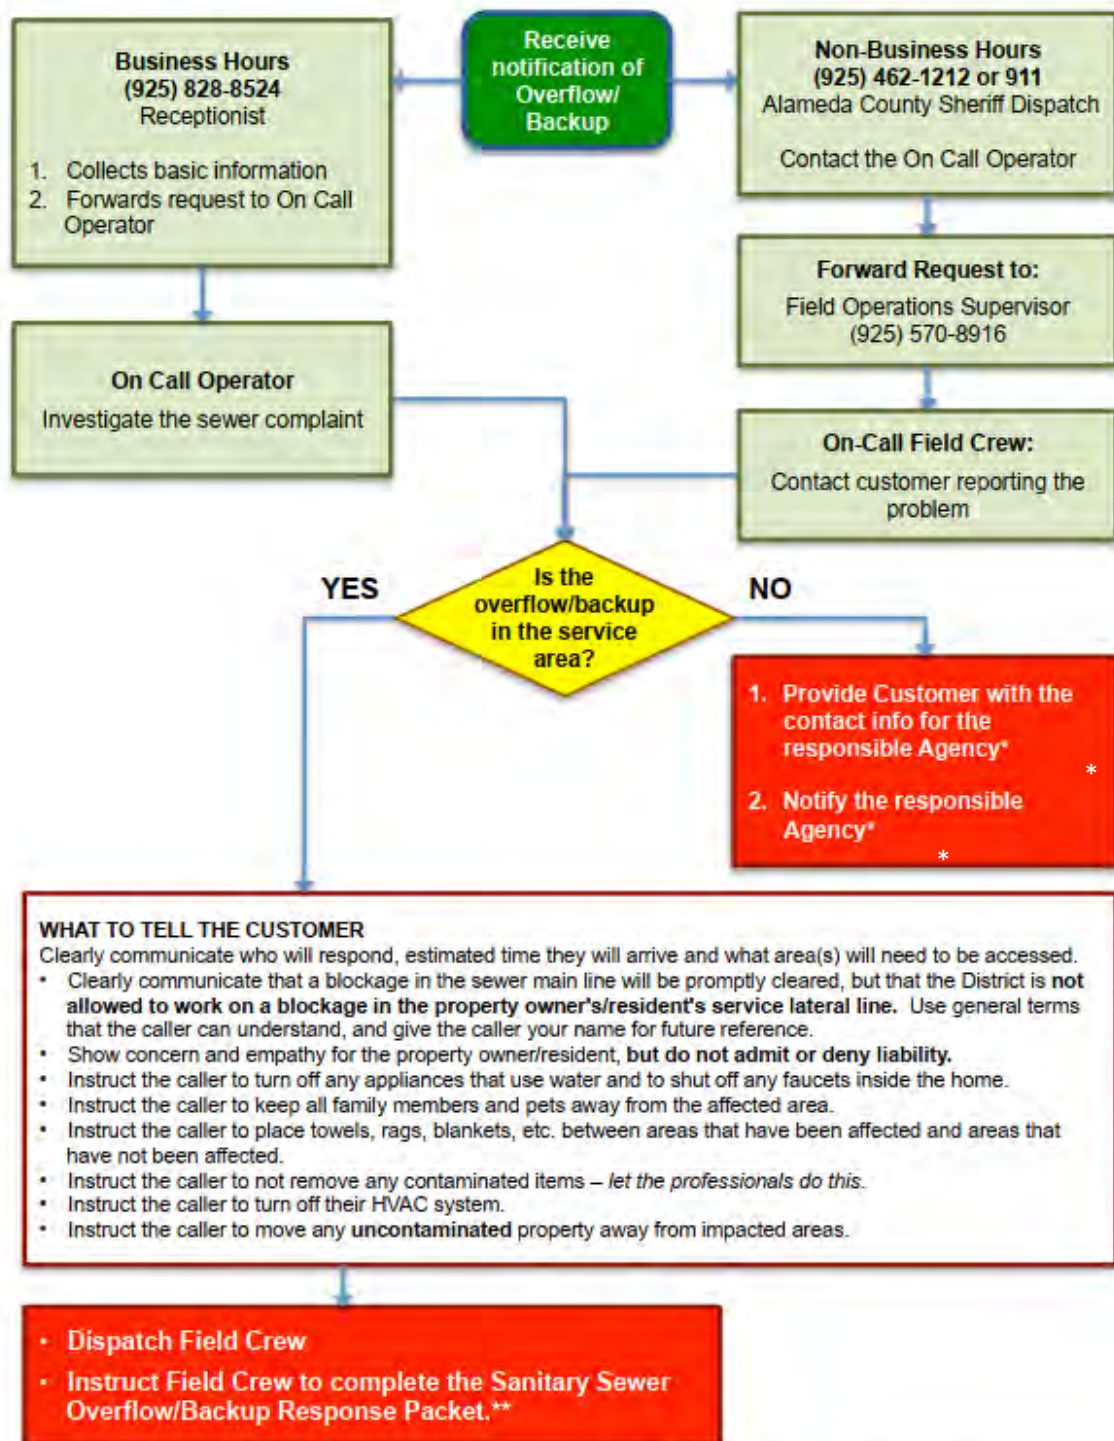 Receive
notification of
Overflow/
Backup
Business Hours
(925) 828-8524
Receptionist
1. Collects basic information
2. Forwards request to On Call
Operator
Non-Business Hours
(925) 462-1212 or 911
Alameda County Sheriff Dispatch
Contact the On Call Operator
Forward Request to:
Field Operations Supervisor
(925) 570-8916
On Call Operator
Investigate the sewer complaint
On-Call Field Crew:
Contact customer reporting the
problem
Is the
overflow/backup
in the service
area?
YES
NO
1. Provide Customer with the
contact info for the
responsible Agency*
*
2. Notify the responsible
Agency*
*
WHAT TO TELL THE CUSTOMER
Clearly communicate who will respond, estimated time they will arrive and what area(s) will need to be accessed.
• Clearly communicate that a blockage in the sewer main line will be promptly cleared, but that the District is not
allowed to work on a blockage in the property owner's/resident's service lateral line. Use general terms
that the caller can understand, and give the caller your name for future reference.
• Show concern and empathy for the property owner/resident, but do not admit or deny liability.
• Instruct the caller to turn off any appliances that use water and to shut off any faucets inside the home.
• Instruct the caller to keep all family members and pets away from the affected area.
• Instruct the caller to place towels, rags, blankets, etc. between areas that have been affected and areas that
have not been affected.
• Instruct the caller to not remove any contaminated items – let the professionals do this.
• Instruct the caller to turn off their HVAC system.
• Instruct the caller to move any uncontaminated property away from impacted areas.
• Dispatch Field Crew
• Instruct Field Crew to complete the Sanitary Sewer
Overflow/Backup Response Packet.**